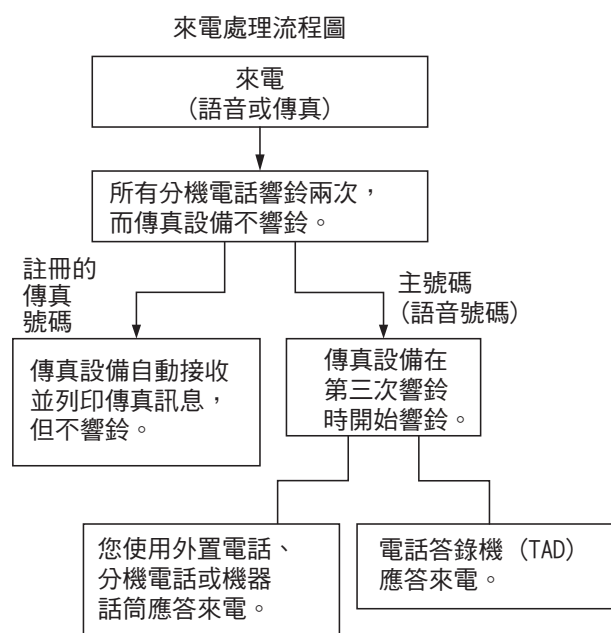 來電處理流程圖
來電
(語音或傳真)
所有分機電話響鈴兩次，
而傳真設備不響鈴。
註冊的
傳真
號碼
主號碼
(語音號碼)
傳真設備自動接收
並列印傳真訊息，
但不響鈴。
傳真設備在
第三次響鈴
時開始響鈴。
您使用外置電話、
分機電話或機器
話筒應答來電。
電話答錄機 (TAD)
應答來電。